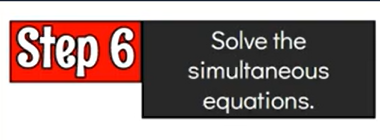 Step 6
Solve the
simultaneous
equations.